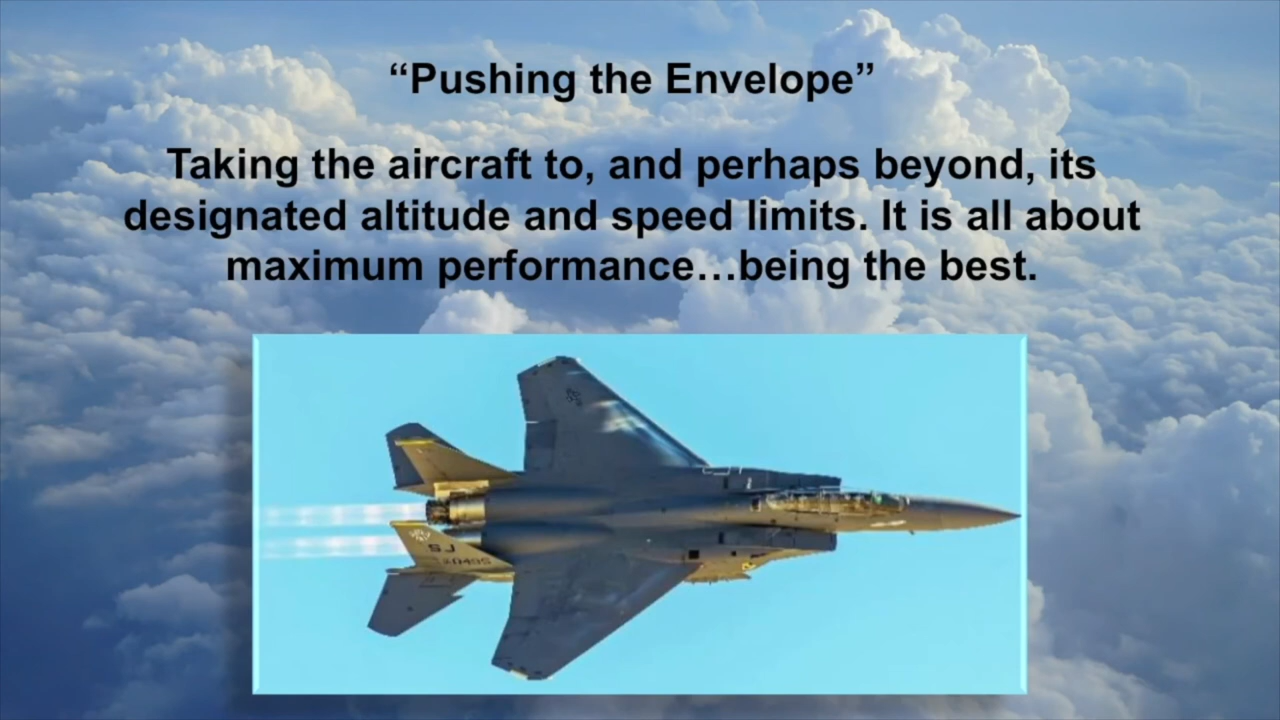 “Pushing the Envelope”
Taking the aircraft to, and perhaps beyond, its
designated altitude and speed limits. It is all about
maximum performance…being the best.
SJ